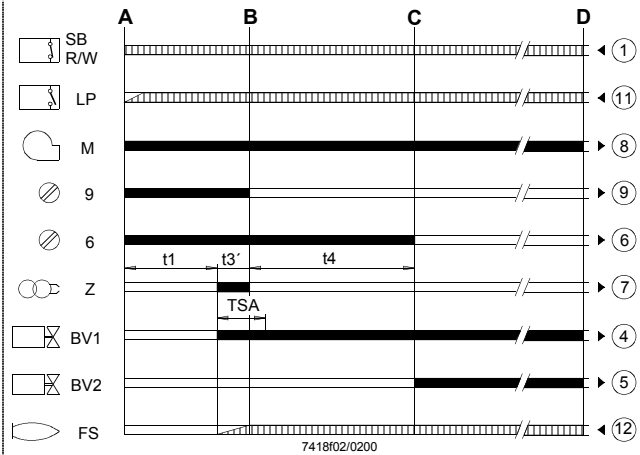 A B C D
SB
R/W 1
LP 11
M 8
9 9
6 6
t1 t3´ t4
Z 7
TSA
BV1 4
BV2 5
FS 12
7418f02/0200